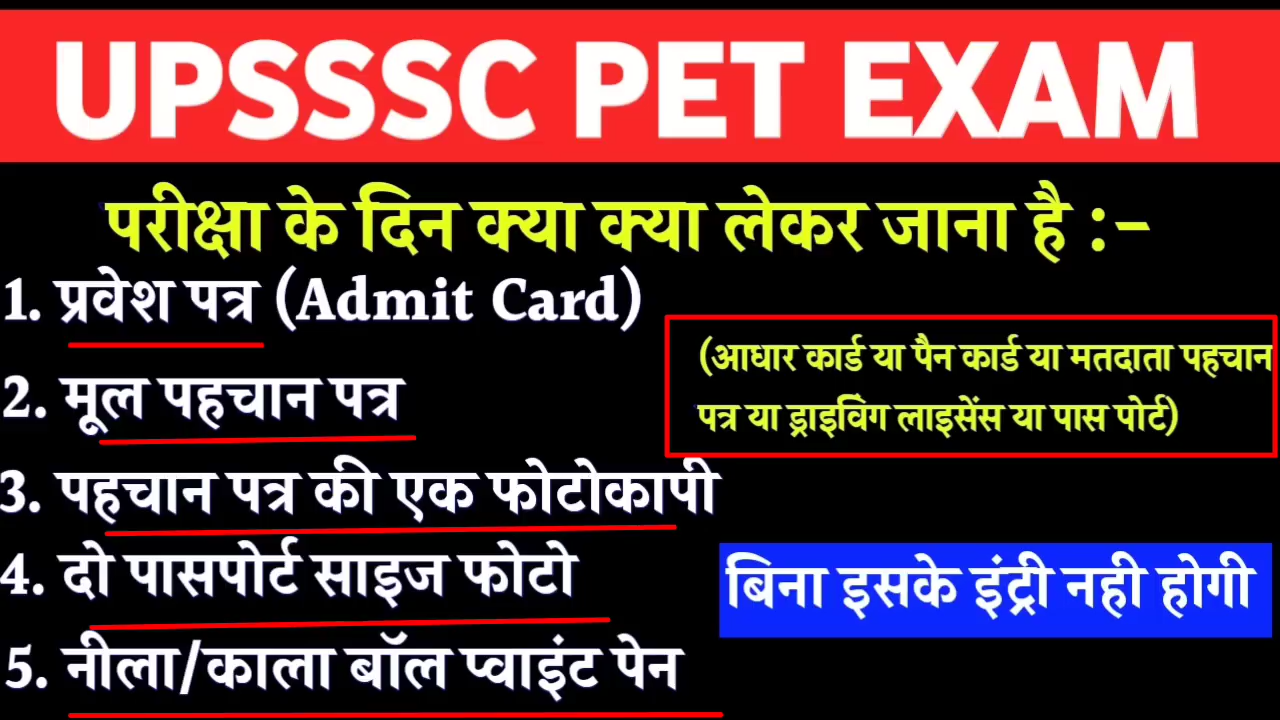 UPSSSC PET EXAM
परीक्षा के दिन क्या क्या लेकर जाना है :–
1. प्रवेश पत्र (Admit Card)
(आधार कार्ड या पैन कार्ड या मतदाता पहचान
पत्र या ड्राइविंग लाइसेंस या पास पोर्ट)
2. मूल पहचान पत्र
3. पहचान पत्र की एक फोटोकापी
4. दो पासपोर्ट साइज फोटो
बिना इसके इंट्री नही होगी
5. नीला/काला बॉल प्वाइंट पेन